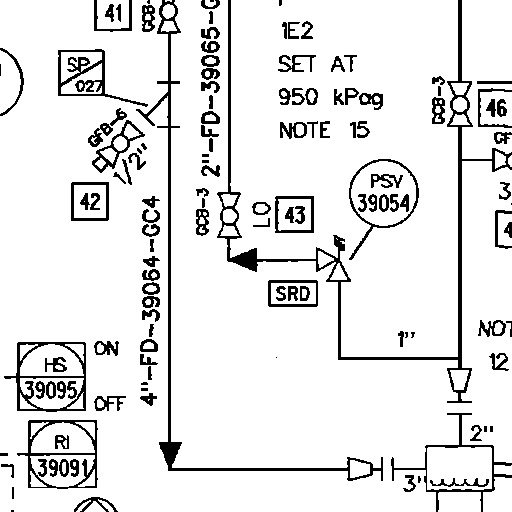 41
GCB-
1E2
SET AT
950 kPag
NOTE 15
SP
027
GFB-6
1/2"
42
4"-FD-39064-GC4
2"-FD-39065-G
GCB-3
LO
43
PSV
39054
SRD
GCB-3
46
GF
3
4
1"
NOT
12
HS
39095
ON
OFF
RI
39091
2"
3"